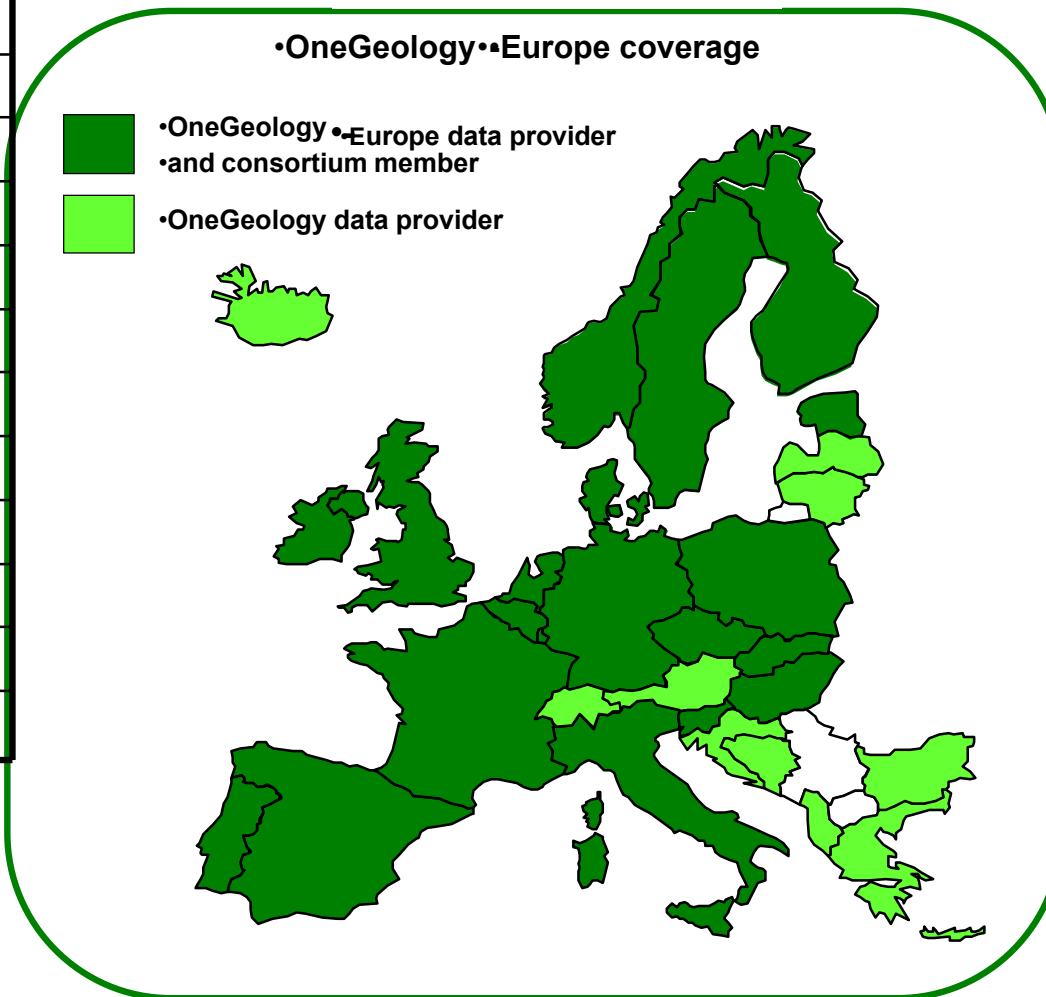 •OneGeology••-Europe coverage
•OneGeology •-Europe data provider
•and consortium member
•OneGeology data provider